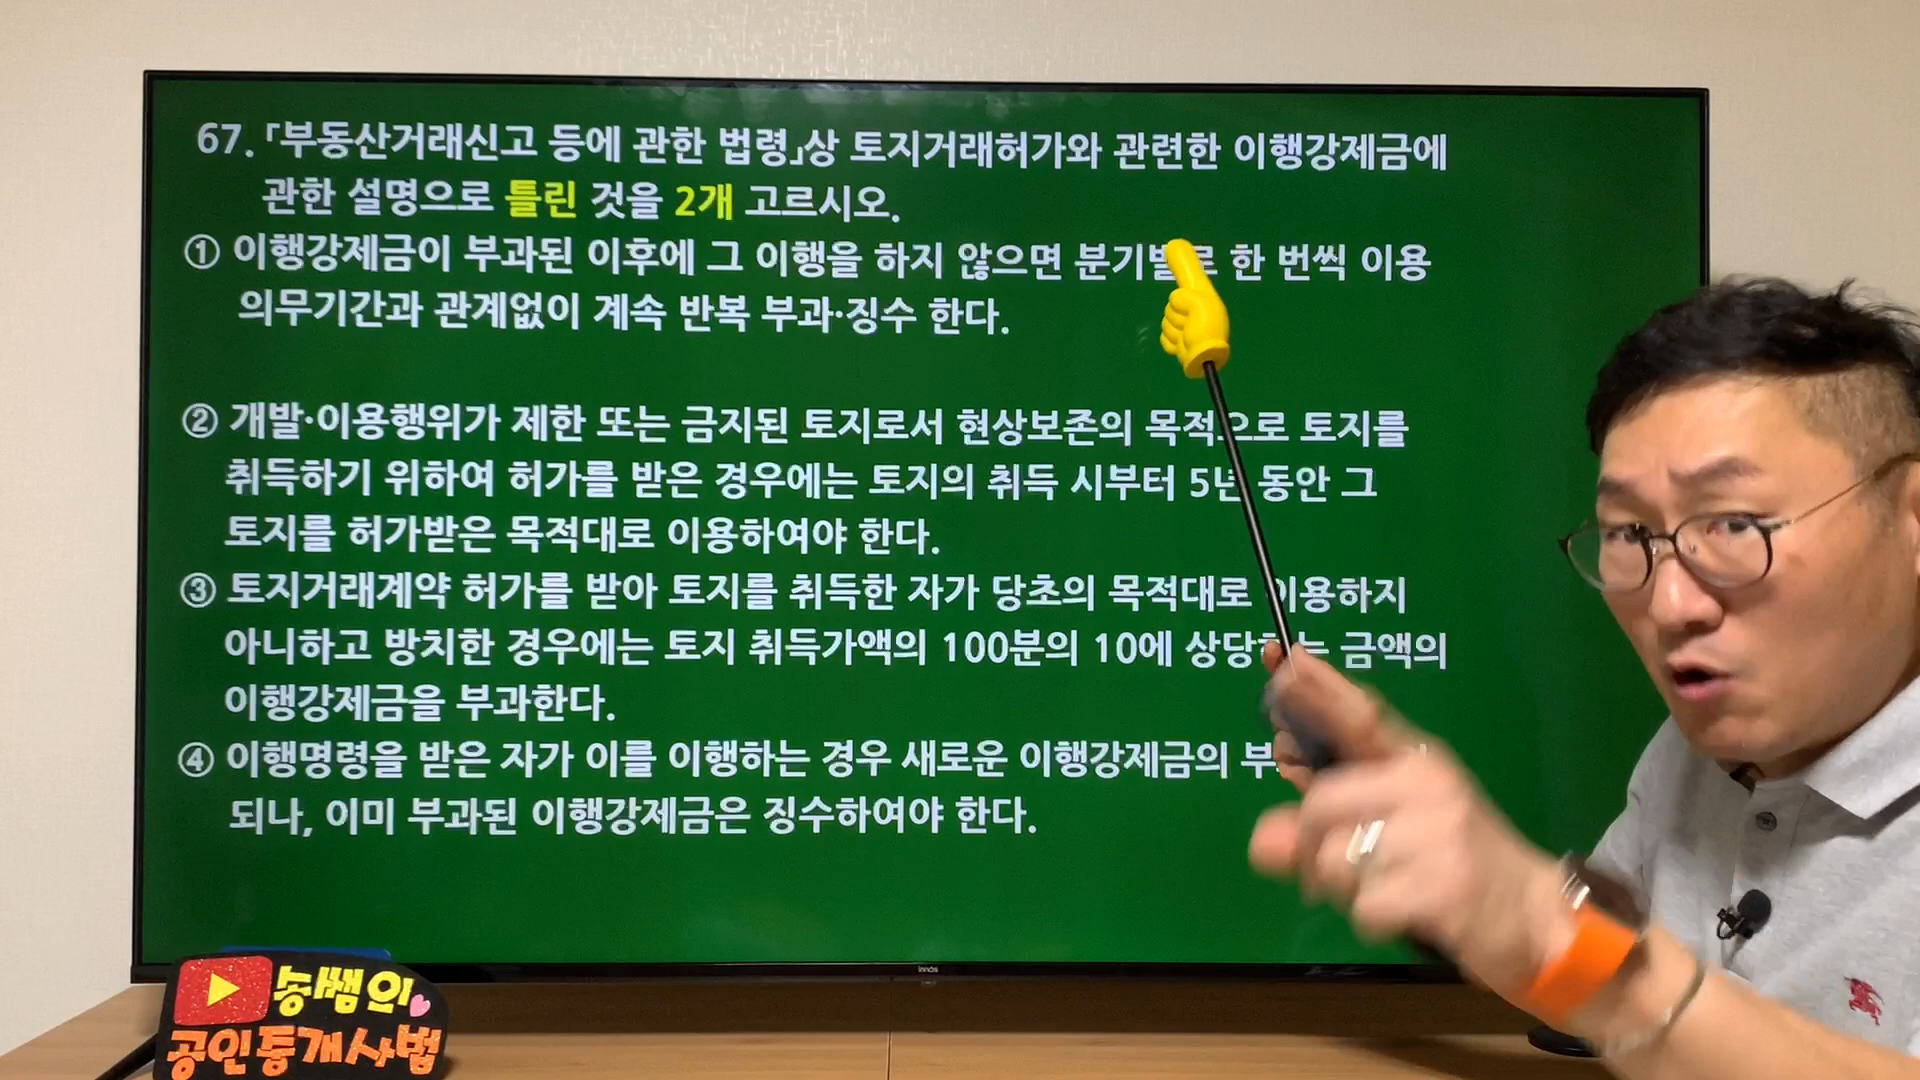 67. 「부동산거래신고 등에 관한 법령」상 토지거래허가와 관련한 이행강제금에
관한 설명으로 틀린 것을 2개 고르시오.
① 이행강제금이 부과된 이후에 그 이행을 하지 않으면 분기별로 한 번씩 이용
의무기간과 관계없이 계속 반복 부과·징수 한다.
② 개발·이용행위가 제한 또는 금지된 토지로서 현상보존의 목적으로 토지를
취득하기 위하여 허가를 받은 경우에는 토지의 취득 시부터 5년 동안 그
토지를 허가받은 목적대로 이용하여야 한다.
③ 토지거래계약 허가를 받아 토지를 취득한 자가 당초의 목적대로 이용하지
아니하고 방치한 경우에는 토지 취득가액의 100분의 10에 상당하는 금액의
이행강제금을 부과한다.
④ 이행명령을 받은 자가 이를 이행하는 경우 새로운 이행강제금의
되나, 이미 부과된 이행강제금은 징수하여야 한다.
innos
송쌤의
공인중개사법